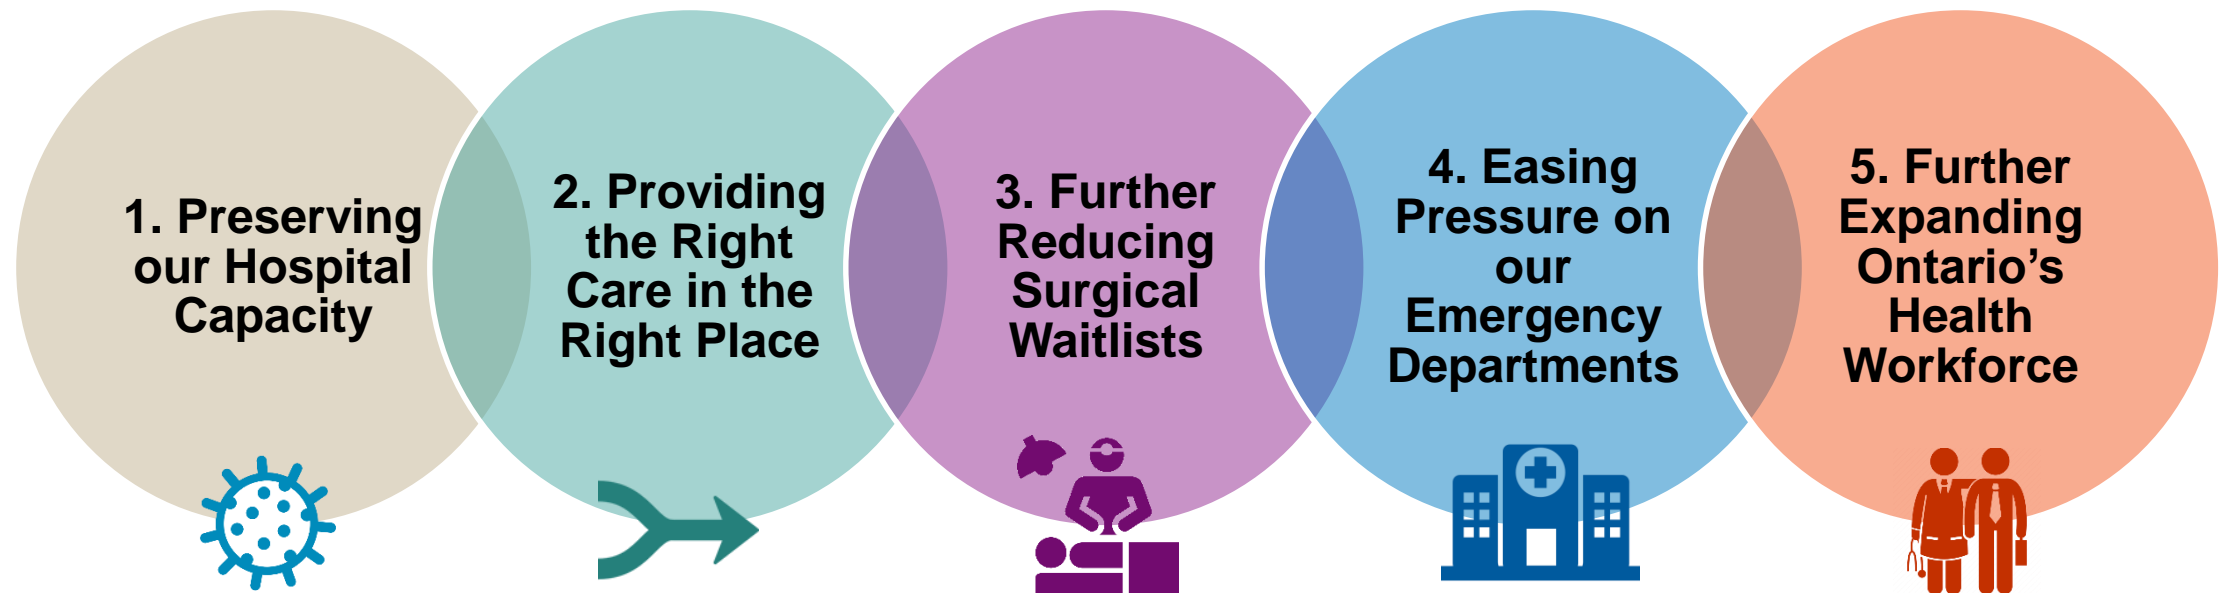 1. Preserving
our Hospital
Capacity
2. Providing
the Right
Care in the
Right Place
3. Further
Reducing
Surgical
Waitlists
4. Easing
Pressure on
our
Emergency
Departments
5. Further
Expanding
Ontario’s
Health
Workforce